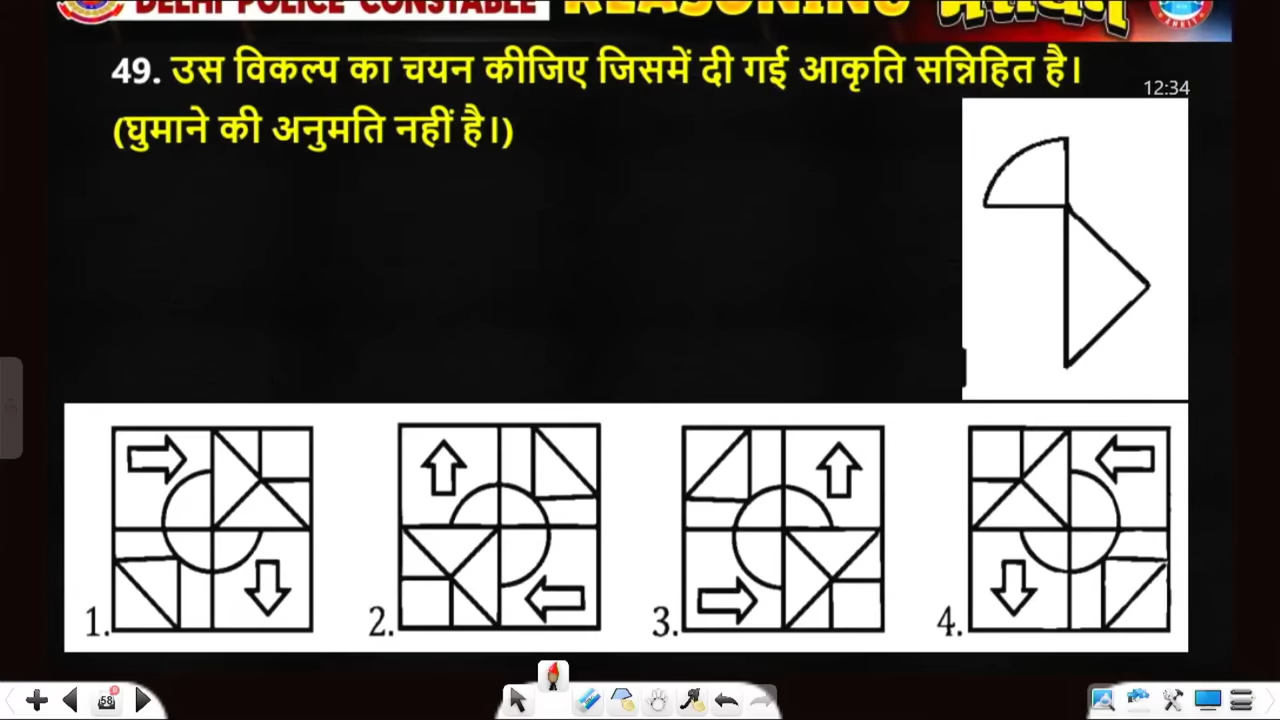 DELHI POLICE CONSTABLE REASONING
49. उस विकल्प का चयन कीजिए जिसमें दी गई आकृति सन्निहित है।
12:34
(घुमाने की अनुमति नहीं है।)
1. 2. 3. 4.
58